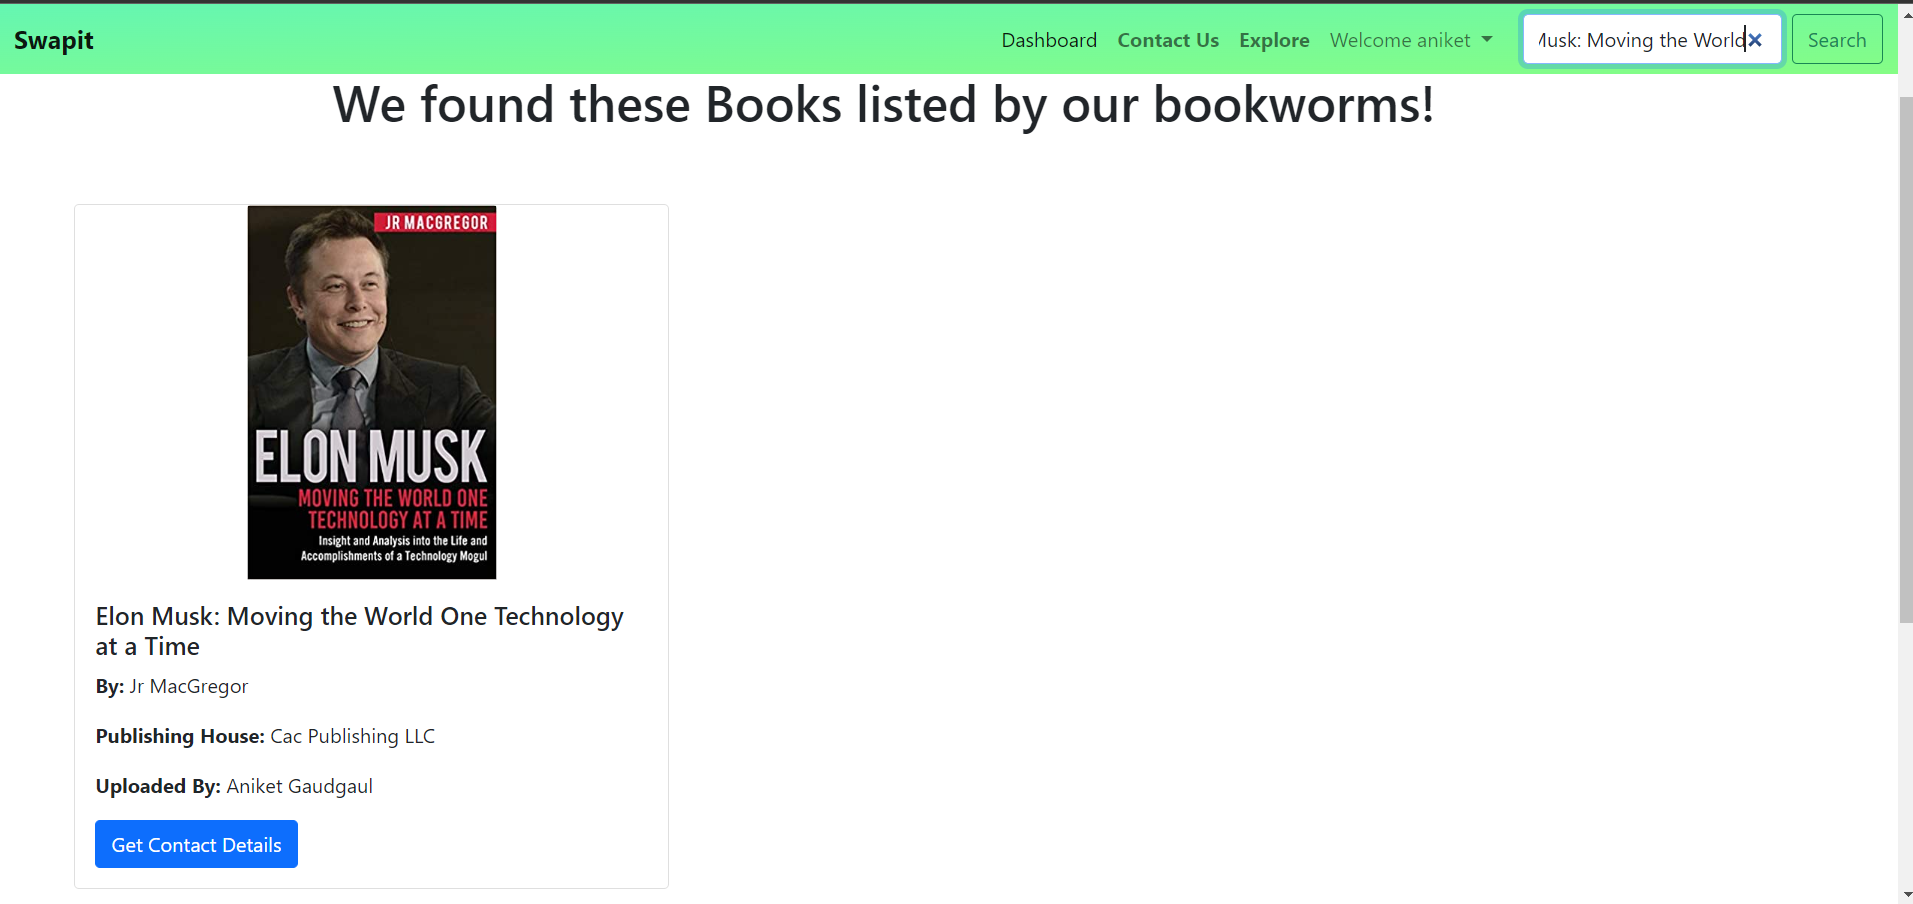 Swapit
Dashboard Contact Us Explore Welcome aniket
Musk: Moving the World
Search
We found these Books listed by our bookworms!
JR MACGREGOR
ELON MUSK
MOVING THE WORLD ONE
TECHNOLOGY AT A TIME
Insight and Analysis into the Life and
Accomplishments of a Technology Mogul
Elon Musk: Moving the World One Technology
at a Time
By: Jr MacGregor
Publishing House: Cac Publishing LLC
Uploaded By: Aniket Gaudgaul
Get Contact Details